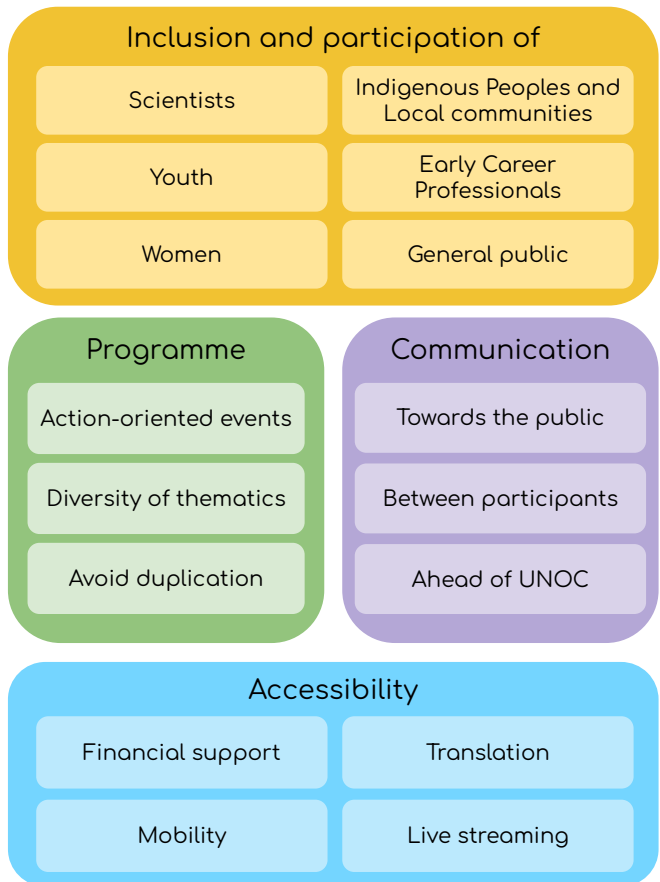 Inclusion and participation of
Scientists
Indigenous Peoples and
Local communities
Youth
Early Career
Professionals
Women
General public
Programme
Action-oriented events
Diversity of thematics
Avoid duplication
Communication
Towards the public
Between participants
Ahead of UNOC
Accessibility
Financial support
Translation
Mobility
Live streaming